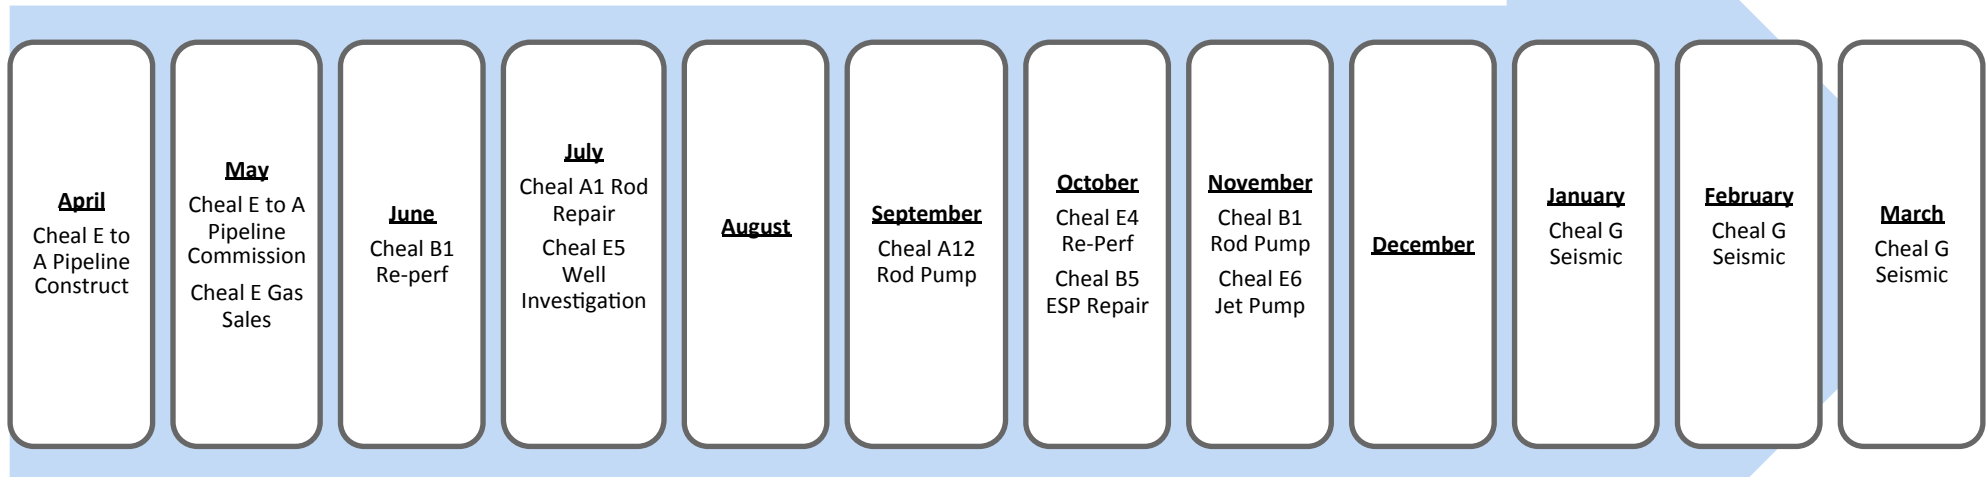 April
Cheal E to
A Pipeline
Construct
May
Cheal E to A
Pipeline
Commission
Cheal E Gas
Sales
June
Cheal B1
Re-perf
July
Cheal A1 Rod
Repair
Cheal E5
Well
Investigation
August
September
Cheal A12
Rod Pump
October
Cheal E4
Re-Perf
Cheal B5
ESP Repair
November
Cheal B1
Rod Pump
Cheal E6
Jet Pump
December
January
Cheal G
Seismic
February
Cheal G
Seismic
March
Cheal G
Seismic